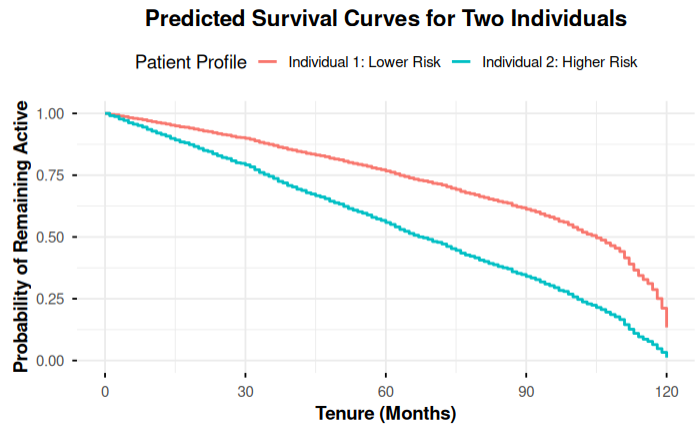 Predicted Survival Curves for Two Individuals
Patient Profile Individual 1: Lower Risk Individual 2: Higher Risk
Probability of Remaining Active
1.00
0.75
0.50
0.25
0.00
0 30 60 90 120
Tenure (Months)